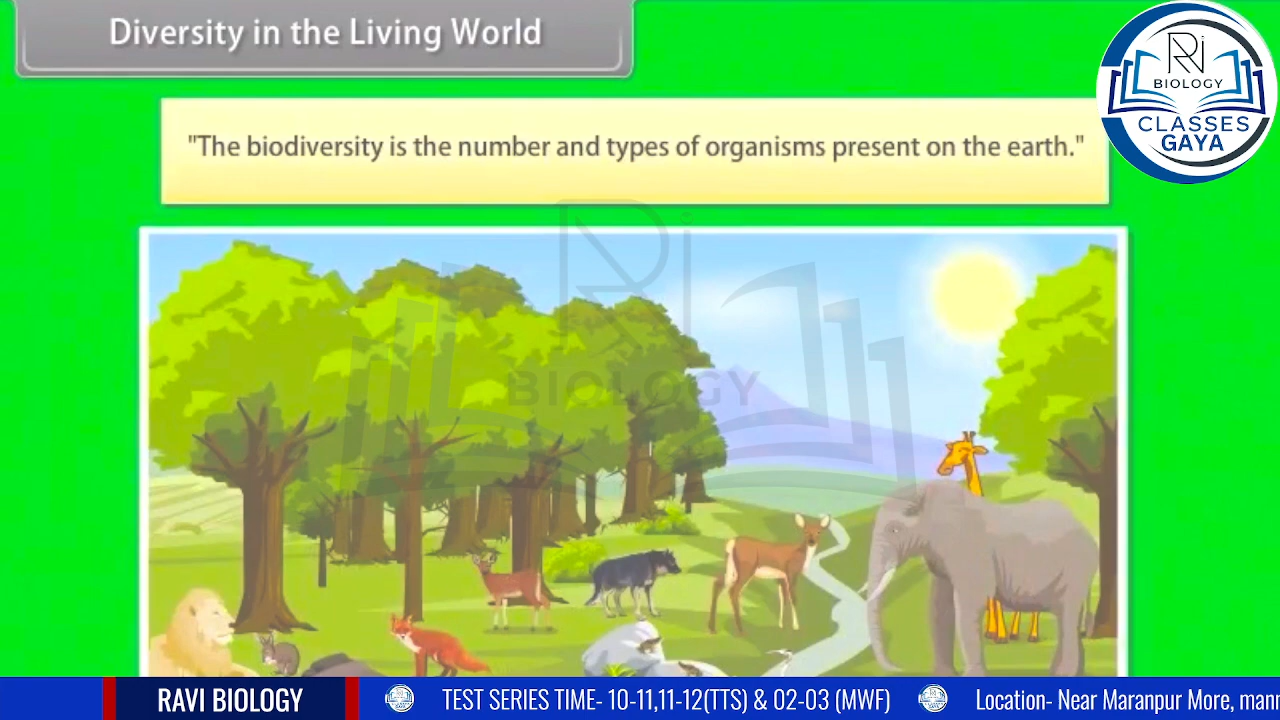 Diversity in the Living World
"The biodiversity is the number and types of organisms present on the earth."
BIOLOGY
CLASSES
GAYA
BIOLOGY
RAVI BIOLOGY
TEST SERIES TIME- 10-11,11-12(TTS) & 02-03 (MWF)
Location- Near Maranpur More,